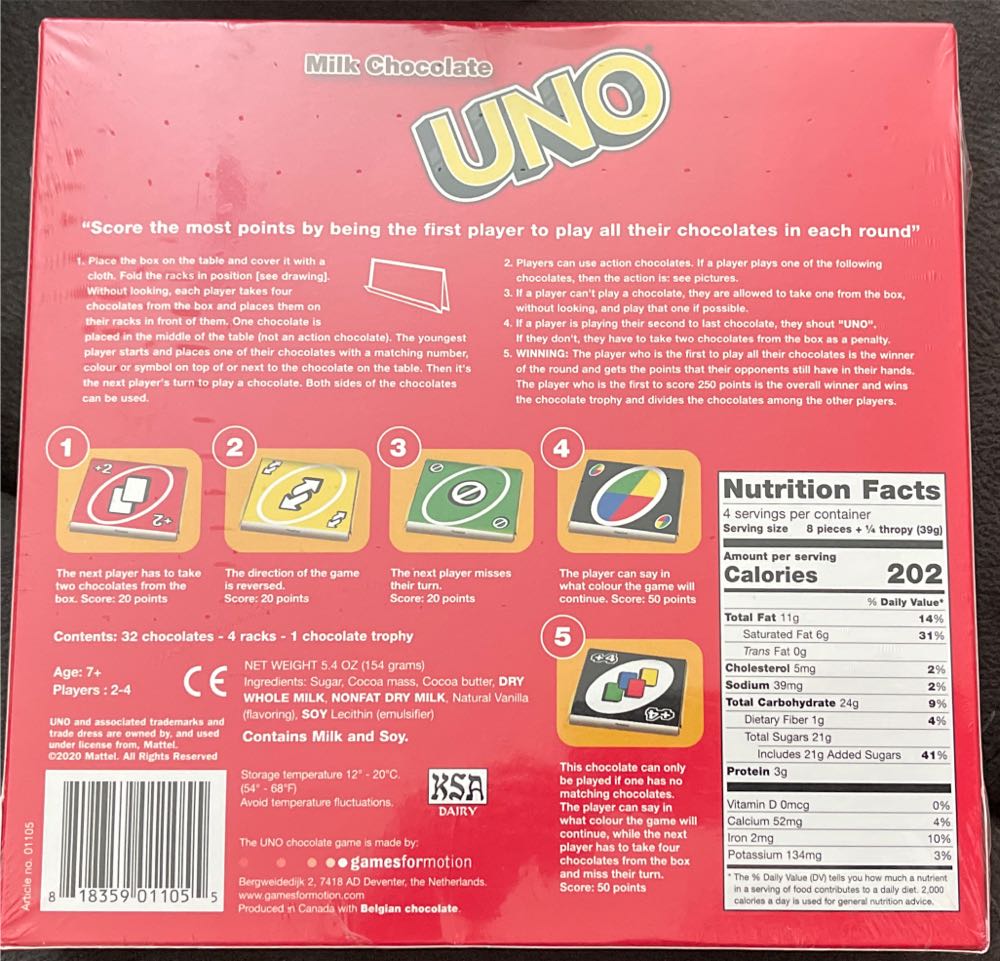 Milk Chocolate
UNO
“Score the most points by being the first player to play all their chocolates in each round”
1. Place the box on the table and cover it with a
cloth. Fold the racks in position [see drawing].
Without looking, each player takes four
chocolates from the box and places them on
their racks in front of them. One chocolate is
placed in the middle of the table (not an action chocolate). The youngest
player starts and places one of their chocolates with a matching number,
colour or symbol on top of or next to the chocolate on the table. Then it's
the next player's turn to play a chocolate. Both sides of the chocolates
can be used.
2. Players can use action chocolates. If a player plays one of the following
chocolates, then the action is: see pictures.
3. If a player can't play a chocolate, they are allowed to take one from the box,
without looking, and play that one if possible.
4. If a player is playing their second to last chocolate, they shout "UNO".
If they don't, they have to take two chocolates from the box as a penalty.
5. WINNING: The player who is the first to play all their chocolates is the winner
of the round and gets the points that their opponents still have in their hands.
The player who is the first to score 250 points is the overall winner and wins
the chocolate trophy and divides the chocolates among the other players.
1
+2
+2
The next player has to take
two chocolates from the
box. Score: 20 points
2
The direction of the game
is reversed.
Score: 20 points
3
The next player misses
their turn.
Score: 20 points
4
The player can say in
what colour the game will
continue. Score: 50 points
5
+4
+4
This chocolate can only
be played if one has no
matching chocolates.
The player can say in
what colour the game will
continue, while the next
player has to take four
chocolates from the box
and miss their turn.
Score: 50 points
Contents: 32 chocolates - 4 racks - 1 chocolate trophy
Age: 7+
Players : 2-4
CE
NET WEIGHT 5.4 OZ (154 grams)
Ingredients: Sugar, Cocoa mass, Cocoa butter, DRY
WHOLE MILK, NONFAT DRY MILK, Natural Vanilla
(flavoring), SOY Lecithin (emulsifier)
Contains Milk and Soy.
UNO and associated trademarks and
trade dress are owned by, and used
under license from, Mattel.
©2020 Mattel. All Rights Reserved
Storage temperature 12° - 20°C.
(54° - 68°F)
Avoid temperature fluctuations.
KSA
DAIRY
The UNO chocolate game is made by:
gamesformotion
Bergweidedijk 2, 7418 AD Deventer, the Netherlands.
www.gamesformotion.com
Produced in Canada with Belgian chocolate.
Article no. 01105
8 18359 01105 5
Nutrition Facts
4 servings per container
Serving size 8 pieces + ¼ thropy (39g)
Amount per serving
Calories 202
% Daily Value*
Total Fat 11g 14%
Saturated Fat 6g 31%
Trans Fat 0g
Cholesterol 5mg 2%
Sodium 39mg 2%
Total Carbohydrate 24g 9%
Dietary Fiber 1g 4%
Total Sugars 21g
Includes 21g Added Sugars 41%
Protein 3g
Vitamin D 0mcg 0%
Calcium 52mg 4%
Iron 2mg 10%
Potassium 134mg 3%
* The % Daily Value (DV) tells you how much a nutrient
in a serving of food contributes to a daily diet. 2,000
calories a day is used for general nutrition advice.